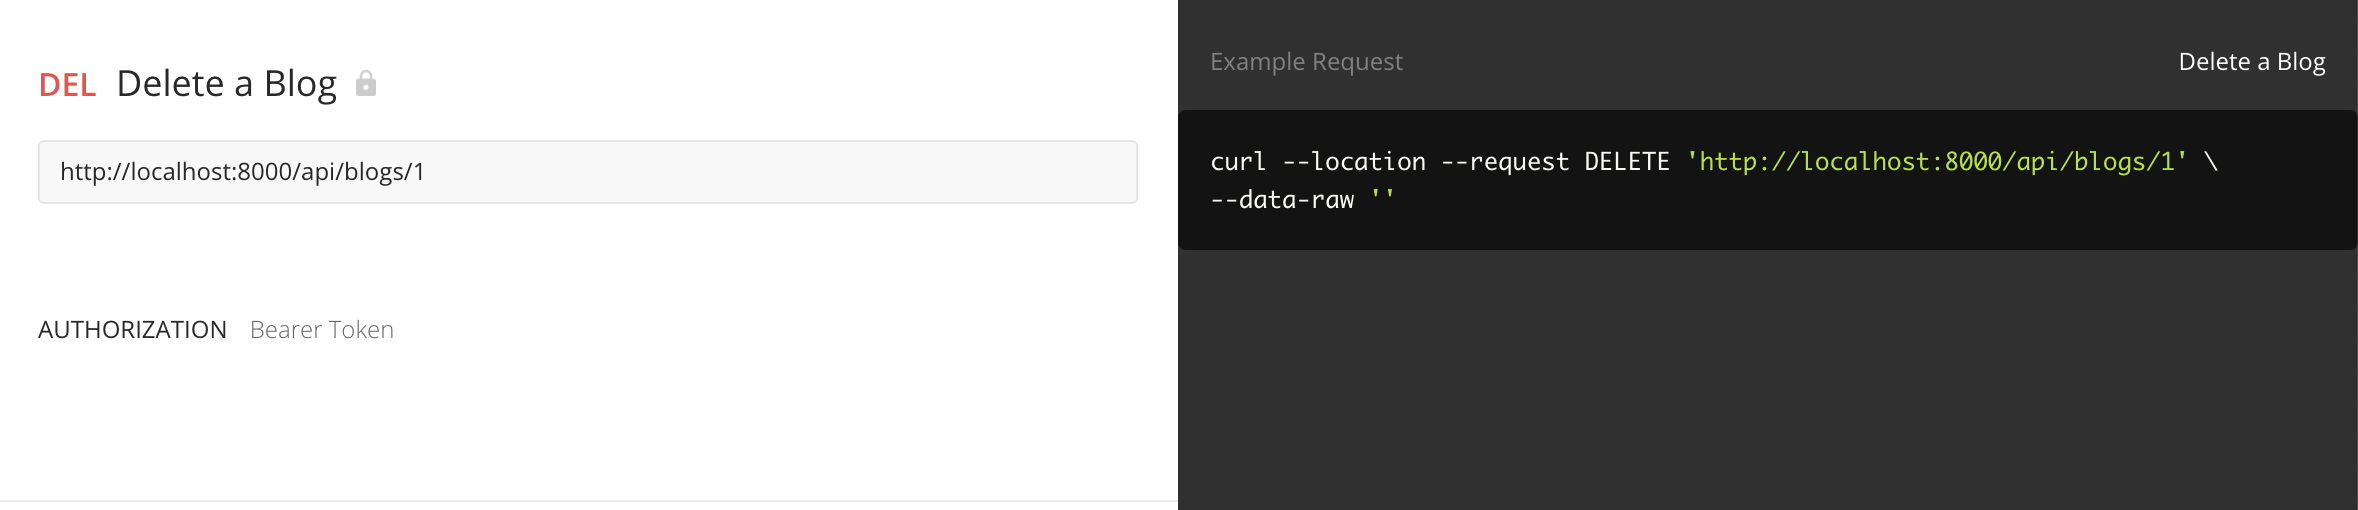 DEL Delete a Blog
http://localhost:8000/api/blogs/1
AUTHORIZATION Bearer Token
Example Request
Delete a Blog
curl --location --request DELETE 'http://localhost:8000/api/blogs/1' \
--data-raw ''